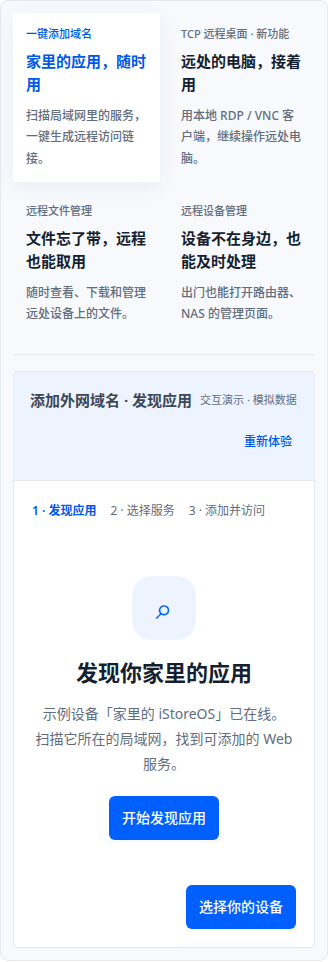 一键添加域名
家里的应用，随时
用
扫描局域网里的服务，
一键生成远程访问链
接。
TCP 远程桌面 · 新功能
远处的电脑，接着
用
用本地 RDP / VNC 客
户端，继续操作远处电
脑。
远程文件管理
文件忘了带，远程
也能取用
随时查看、下载和管理
远处设备上的文件。
远程设备管理
设备不在身边，也
能及时处理
出门也能打开路由器、
NAS 的管理页面。
添加外网域名 · 发现应用
交互演示 · 模拟数据
重新体验
1 · 发现应用 2 · 选择服务 3 · 添加并访问
发现你家里的应用
示例设备「家里的 iStoreOS」已在线。
扫描它所在的局域网，找到可添加的 Web
服务。
开始发现应用
选择你的设备